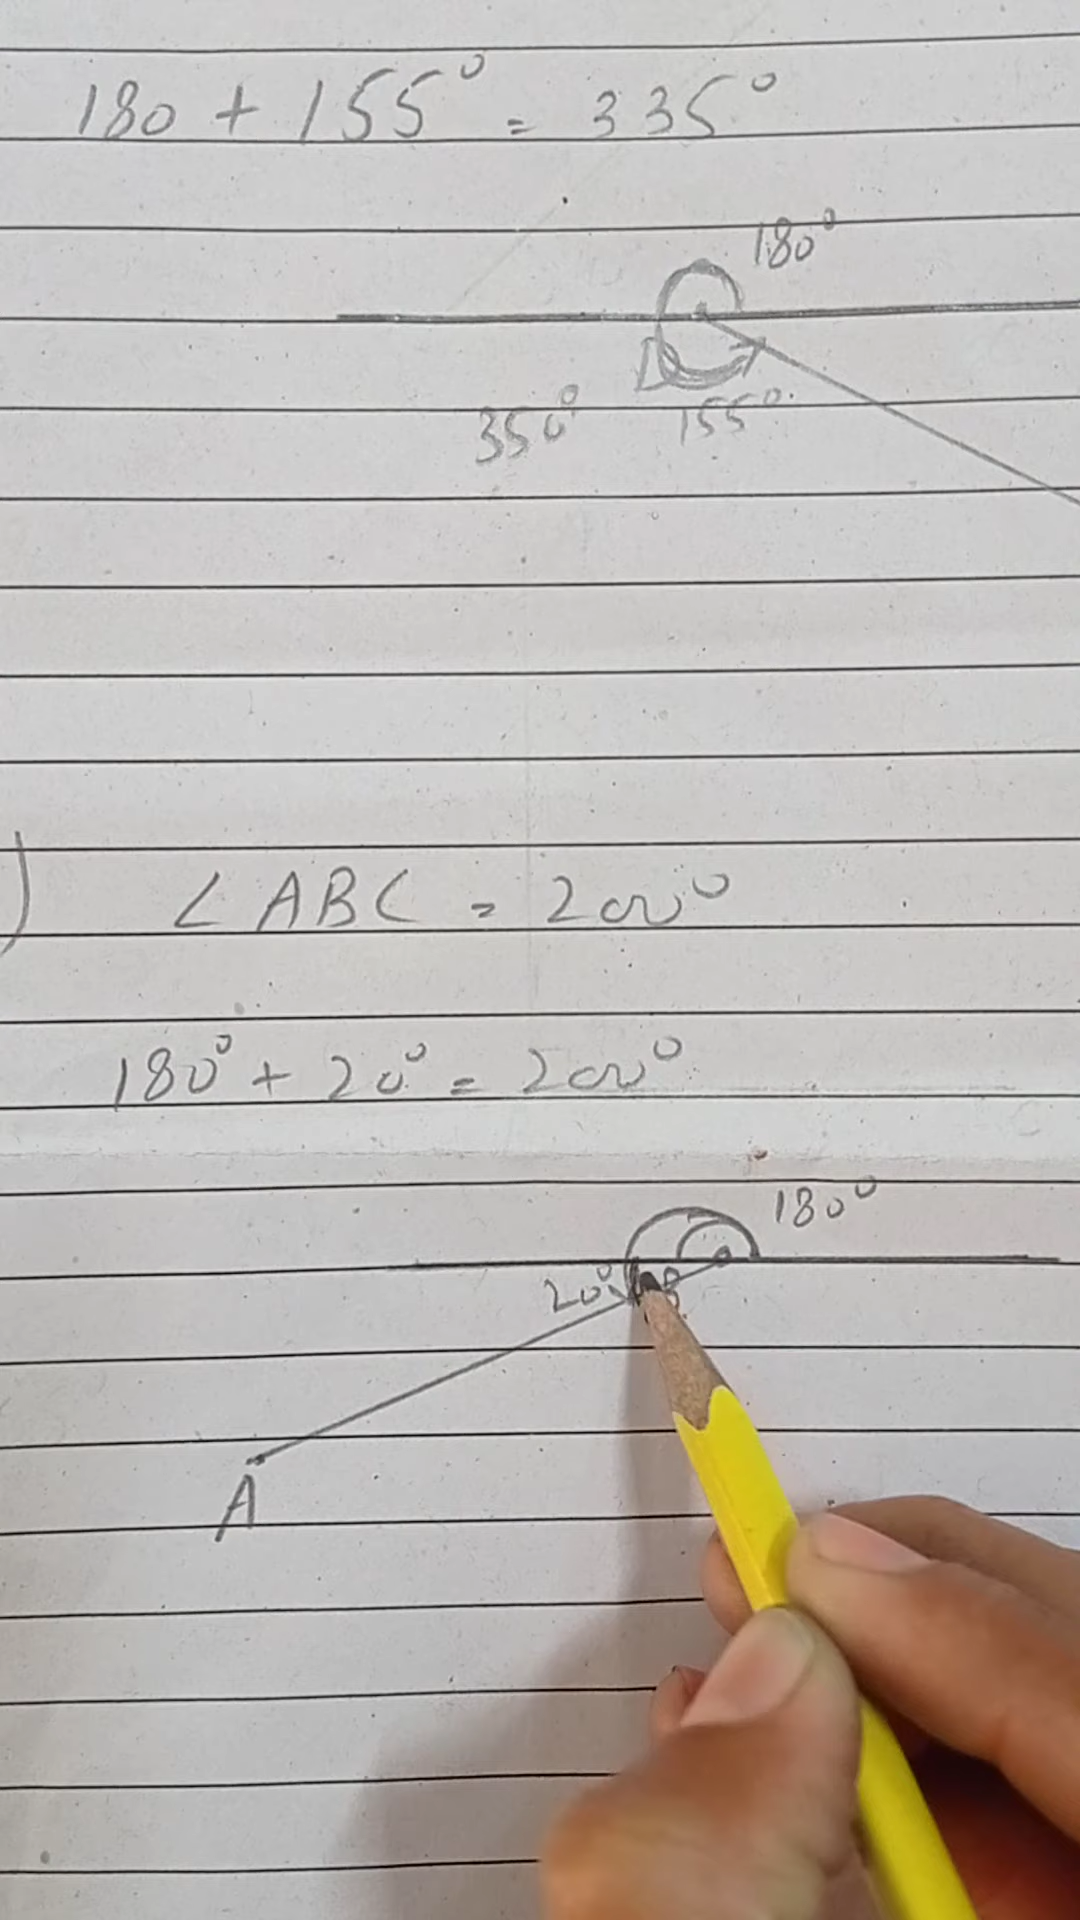 180 + 155° = 335°
180°
350°
155°
) ∠ABC = 200°
180° + 20° = 200°
180°
20°
B
A